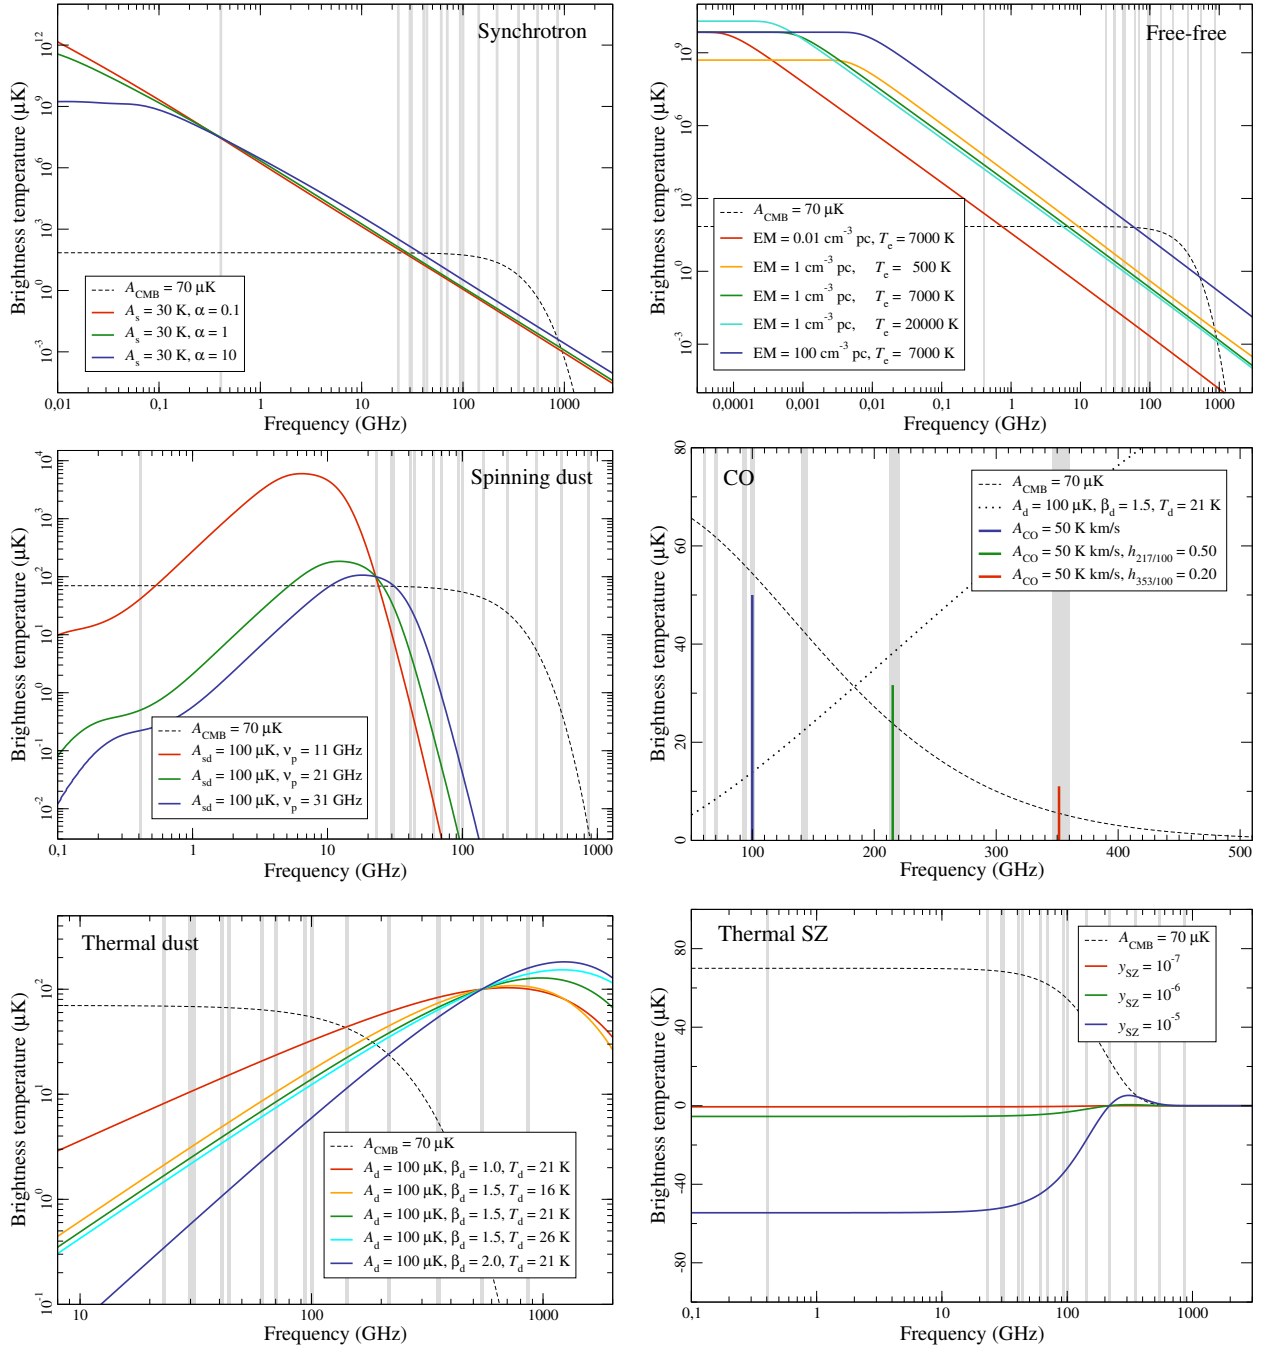 Synchrotron
Brightness temperature (μK)
10^12
10^9
10^6
10^3
10^0
10^-3
A_CMB = 70 μK
A_s = 30 K, α = 0.1
A_s = 30 K, α = 1
A_s = 30 K, α = 10
0,01 0,1 1 10 100 1000
Frequency (GHz)
Free-free
Brightness temperature (μK)
10^9
10^6
10^3
10^0
10^-3
A_CMB = 70 μK
EM = 0.01 cm^-3 pc, T_e = 7000 K
EM = 1 cm^-3 pc, T_e = 500 K
EM = 1 cm^-3 pc, T_e = 7000 K
EM = 1 cm^-3 pc, T_e = 20000 K
EM = 100 cm^-3 pc, T_e = 7000 K
0,0001 0,001 0,01 0,1 1 10 100 1000
Frequency (GHz)
Spinning dust
Brightness temperature (μK)
10^4
10^3
10^2
10^1
10^0
10^-1
10^-2
A_CMB = 70 μK
A_sd = 100 μK, ν_p = 11 GHz
A_sd = 100 μK, ν_p = 21 GHz
A_sd = 100 μK, ν_p = 31 GHz
0,1 1 10 100 1000
Frequency (GHz)
CO
Brightness temperature (μK)
80
60
40
20
0
A_CMB = 70 μK
A_d = 100 μK, β_d = 1.5, T_d = 21 K
A_CO = 50 K km/s
A_CO = 50 K km/s, h_217/100 = 0.50
A_CO = 50 K km/s, h_353/100 = 0.20
100 200 300 400 500
Frequency (GHz)
Thermal dust
Brightness temperature (μK)
10^2
10^1
10^0
10^-1
A_CMB = 70 μK
A_d = 100 μK, β_d = 1.0, T_d = 21 K
A_d = 100 μK, β_d = 1.5, T_d = 16 K
A_d = 100 μK, β_d = 1.5, T_d = 21 K
A_d = 100 μK, β_d = 1.5, T_d = 26 K
A_d = 100 μK, β_d = 2.0, T_d = 21 K
10 100 1000
Frequency (GHz)
Thermal SZ
Brightness temperature (μK)
80
40
0
-40
-80
A_CMB = 70 μK
y_SZ = 10^-7
y_SZ = 10^-6
y_SZ = 10^-5
0,1 1 10 100 1000
Frequency (GHz)